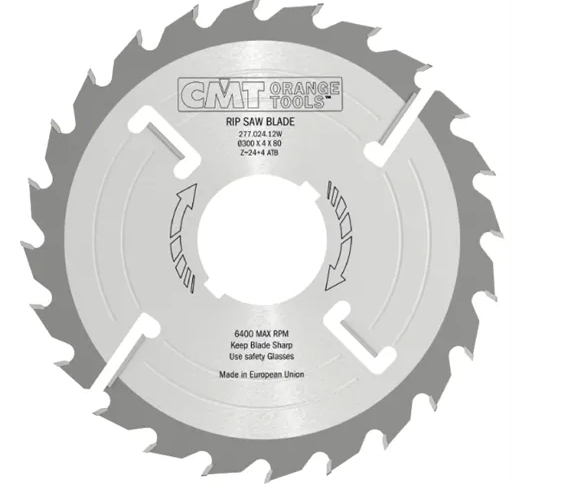 CMT ORANGE TOOLS™
RIP SAW BLADE
277.024.12W
Ø300 X 4 X 80
Z=24+4 ATB
6400 MAX RPM
Keep Blade Sharp
Use safety Glasses
Made in European Union